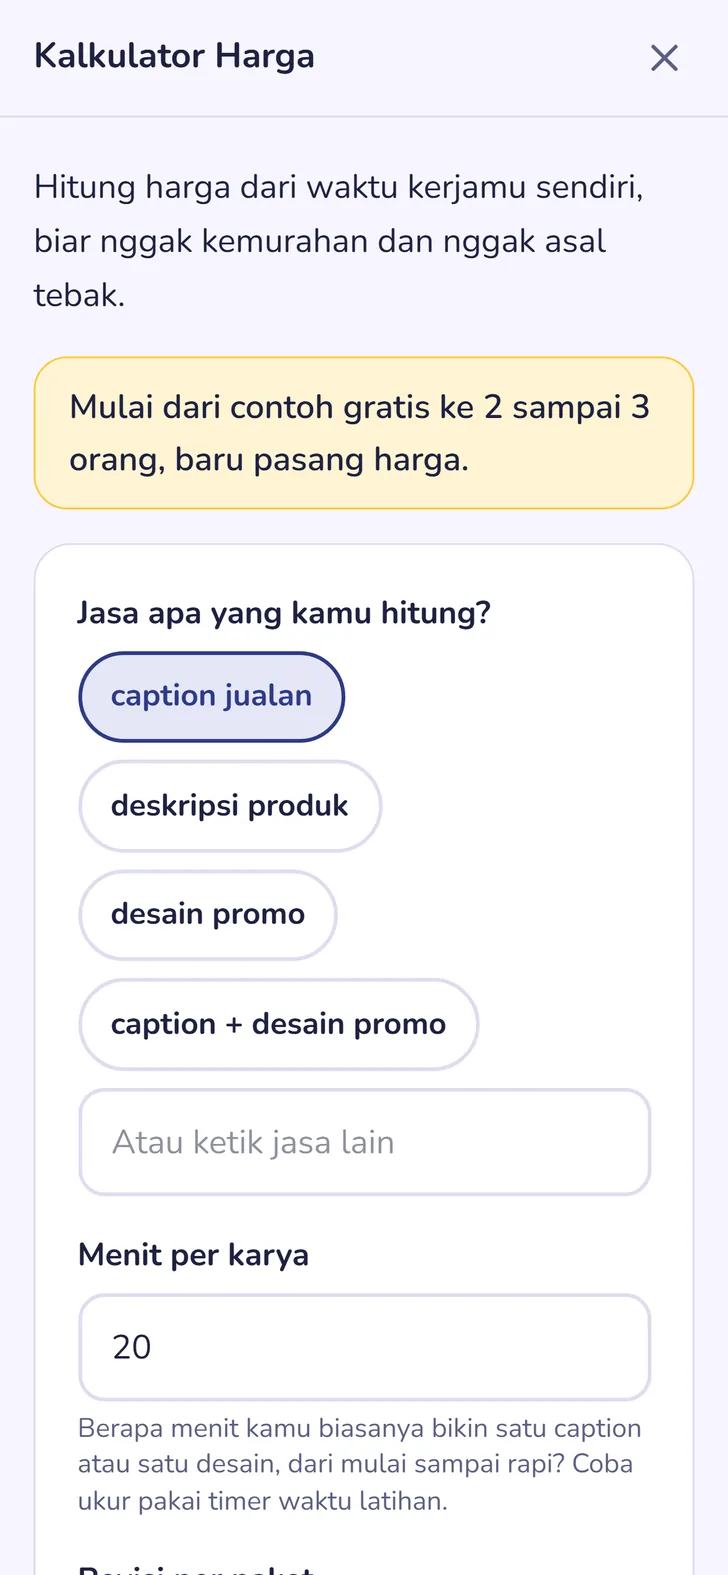 Kalkulator Harga
Hitung harga dari waktu kerjamu sendiri,
biar nggak kemurahan dan nggak asal
tebak.
Mulai dari contoh gratis ke 2 sampai 3
orang, baru pasang harga.
Jasa apa yang kamu hitung?
caption jualan
deskripsi produk
desain promo
caption + desain promo
Atau ketik jasa lain
Menit per karya
20
Berapa menit kamu biasanya bikin satu caption
atau satu desain, dari mulai sampai rapi? Coba
ukur pakai timer waktu latihan.
Revisi per paket